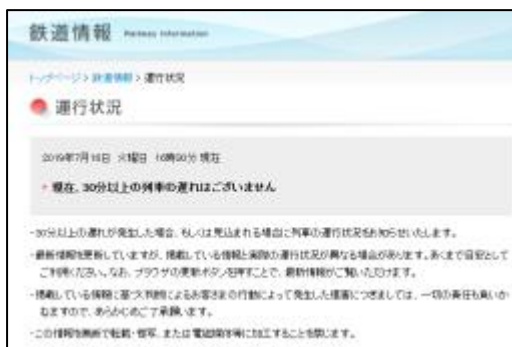 鉄道情報 Railway Information
トップページ > 鉄道情報 > 運行状況
運行状況
2019年7月16日 火曜日 16時00分 現在
現在、30分以上の列車の遅れはございません
・30分以上の遅れが発生した場合、もしくは見込まれる場合に列車の運行状況をお知らせいたします。
・最新情報を更新していますが、掲載している情報と実際の運行状況が異なる場合があります。あくまで目安として
ご利用ください。なお、ブラウザの更新ボタンを押すことで、最新情報がご覧いただけます。
・掲載している情報に基づく判断によるお客さまの行動によって発生した損害につきましては、一切の責任も負いか
ねますので、あらかじめご了承願います。
・この情報を無断で転載・複写、または電磁媒体等に加工することを禁じます。